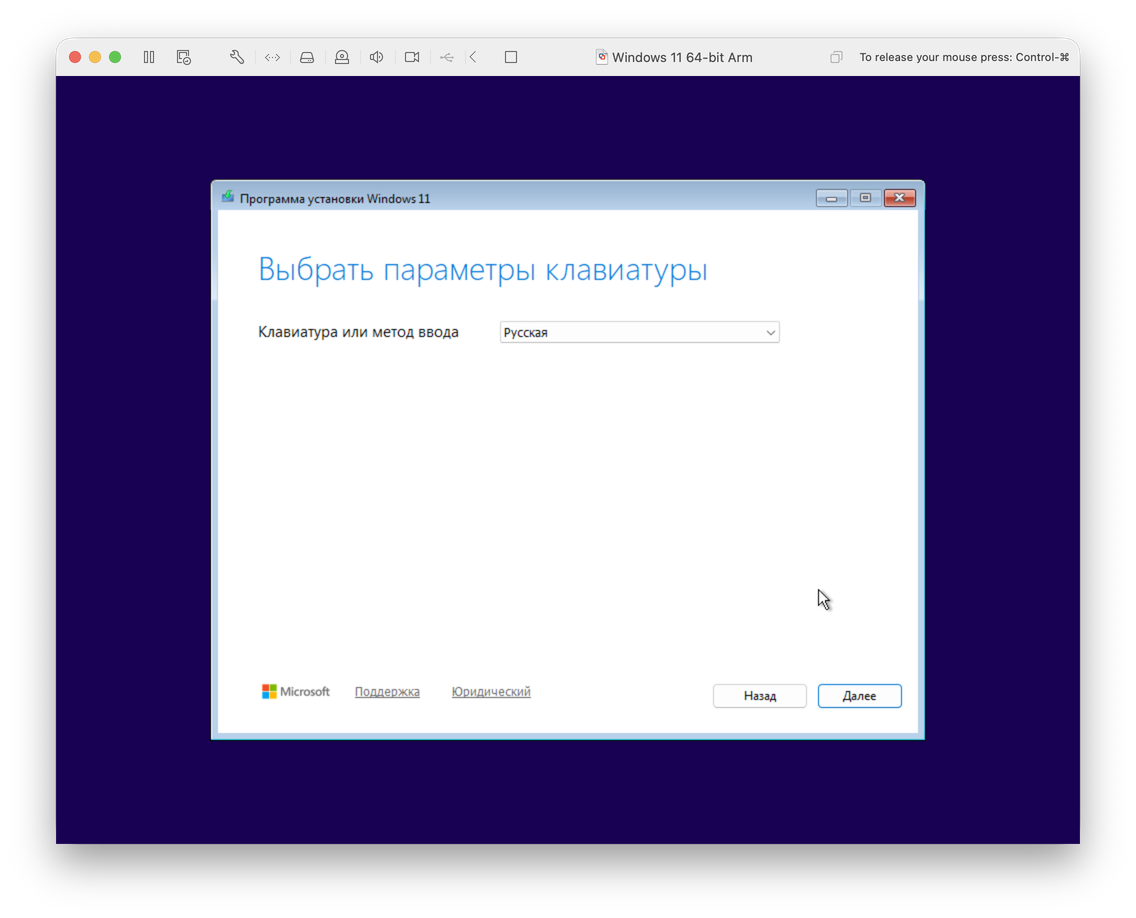 Windows 11 64-bit Arm
To release your mouse press: Control-⌘
Программа установки Windows 11
Выбрать параметры клавиатуры
Клавиатура или метод ввода
Русская
Microsoft
Поддержка
Юридический
Назад
Далее